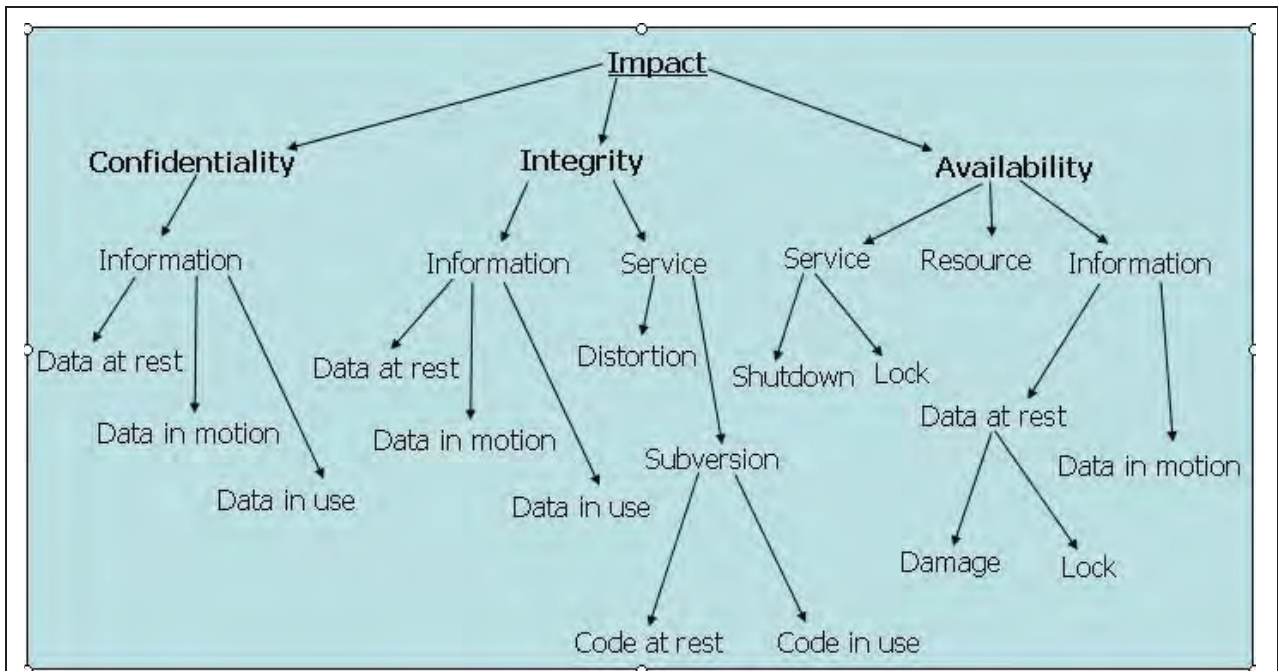 Impact
Confidentiality
Integrity
Availability
Information
Information
Service
Service
Resource
Information
Data at rest
Data in motion
Data in use
Data at rest
Data in motion
Data in use
Distortion
Subversion
Code at rest
Code in use
Shutdown
Lock
Data at rest
Data in motion
Damage
Lock